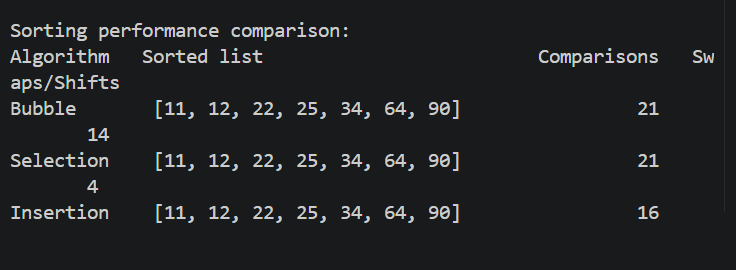 Sorting performance comparison:
Algorithm   Sorted list                         Comparisons   Sw
aps/Shifts
Bubble       [11, 12, 22, 25, 34, 64, 90]                21
       14
Selection    [11, 12, 22, 25, 34, 64, 90]                21
       4
Insertion    [11, 12, 22, 25, 34, 64, 90]                16